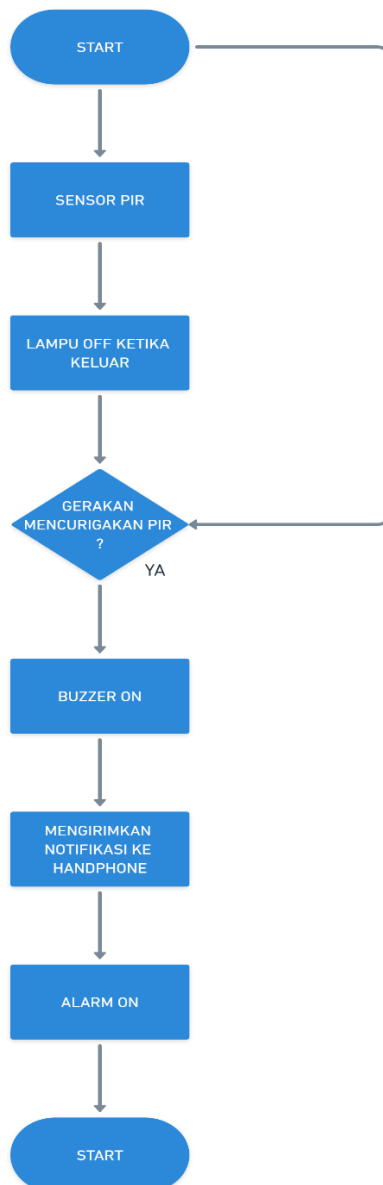 START
SENSOR PIR
LAMPU OFF KETIKA
KELUAR
GERAKAN
MENCURIGAKAN PIR
?
YA
BUZZER ON
MENGIRIMKAN
NOTIFIKASI KE
HANDPHONE
ALARM ON
START